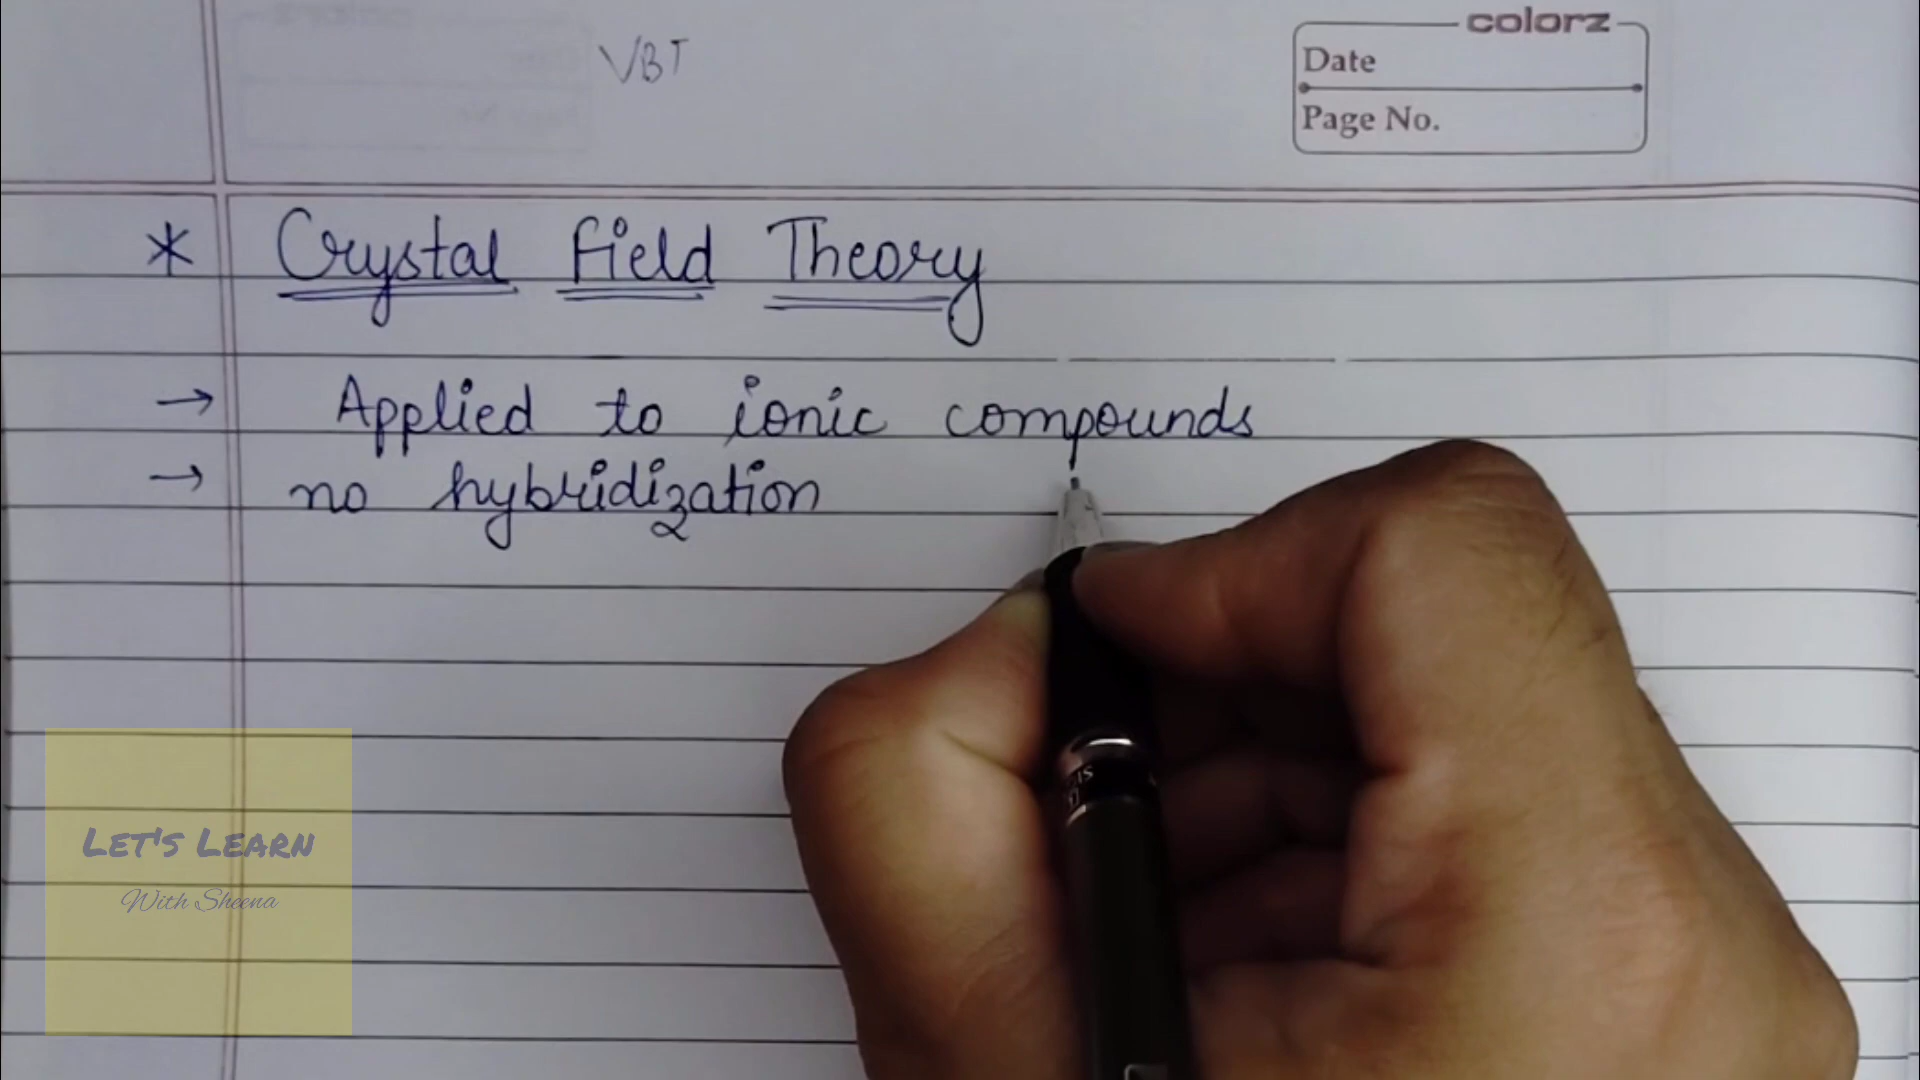 VBT
colorz
Date
Page No.
* Crystal Field Theory
→ Applied to ionic compounds
→ no hybridization
LET'S LEARN
With Sheena